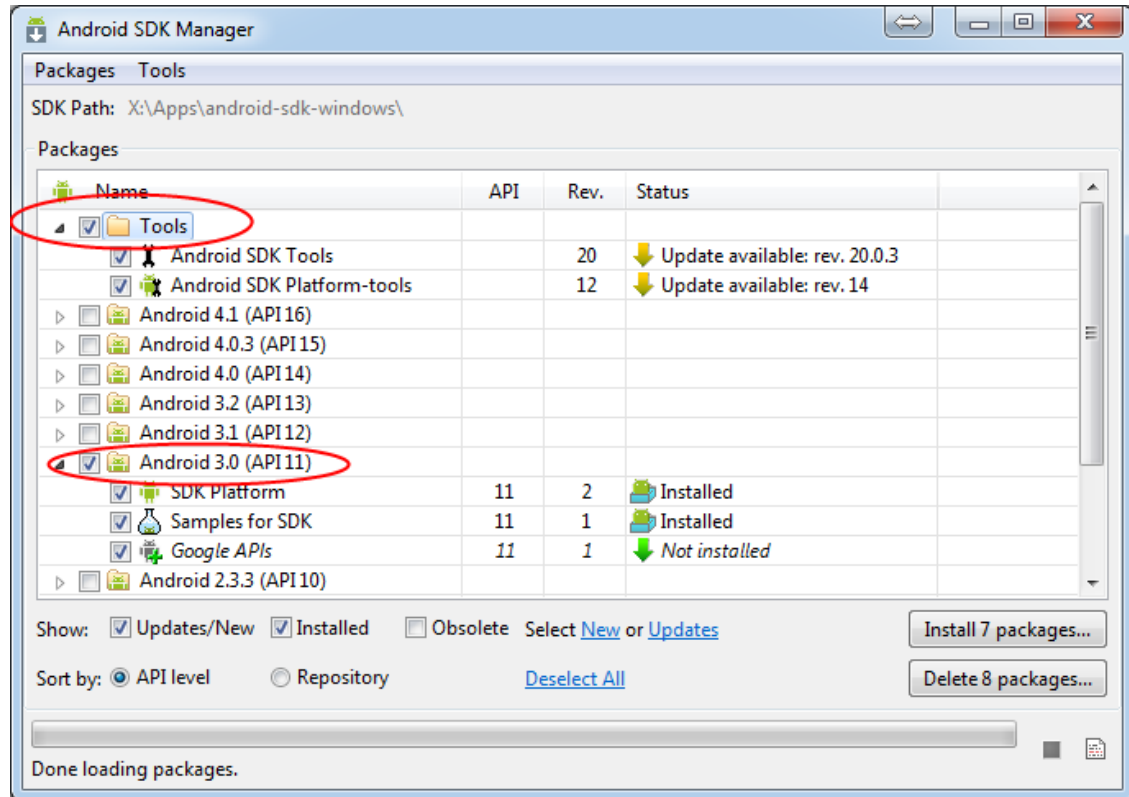 Android SDK Manager
Packages Tools
SDK Path: X:\Apps\android-sdk-windows\
Packages
Name API Rev. Status
Tools
Android SDK Tools 20 Update available: rev. 20.0.3
Android SDK Platform-tools 12 Update available: rev. 14
Android 4.1 (API 16)
Android 4.0.3 (API 15)
Android 4.0 (API 14)
Android 3.2 (API 13)
Android 3.1 (API 12)
Android 3.0 (API 11)
SDK Platform 11 2 Installed
Samples for SDK 11 1 Installed
Google APIs 11 1 Not installed
Android 2.3.3 (API 10)
Show: Updates/New Installed Obsolete Select New or Updates Install 7 packages...
Sort by: API level Repository Deselect All Delete 8 packages...
Done loading packages.